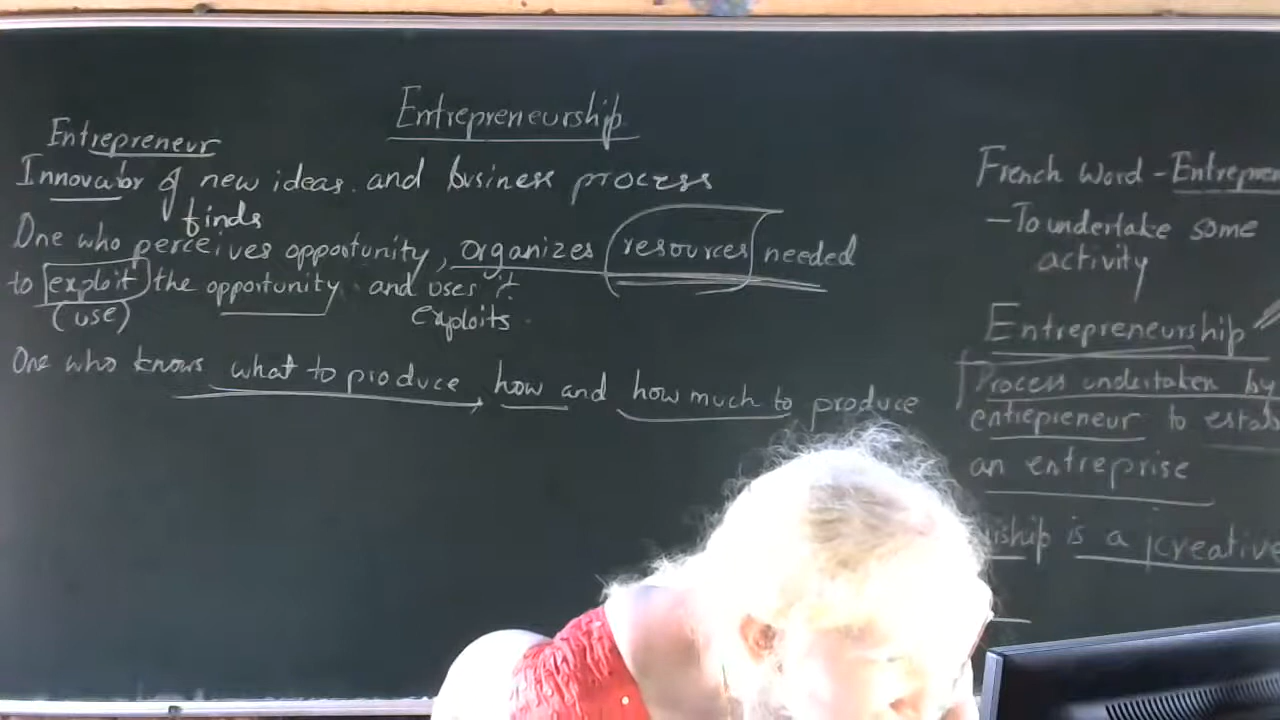 Entrepreneurship
Entrepreneur
Innovator of new ideas. and business process
finds
One who perceives oppootunity, organizes resources needed
to exploit the opportunity. and uses it
(use) exploits.
One who knows what to produce how and how much to produce
French Word - Entrepren
- To undertake some
activity
Entrepreneurship
Process undertaken by
entrepreneur to estab
an entreprise
is a creative